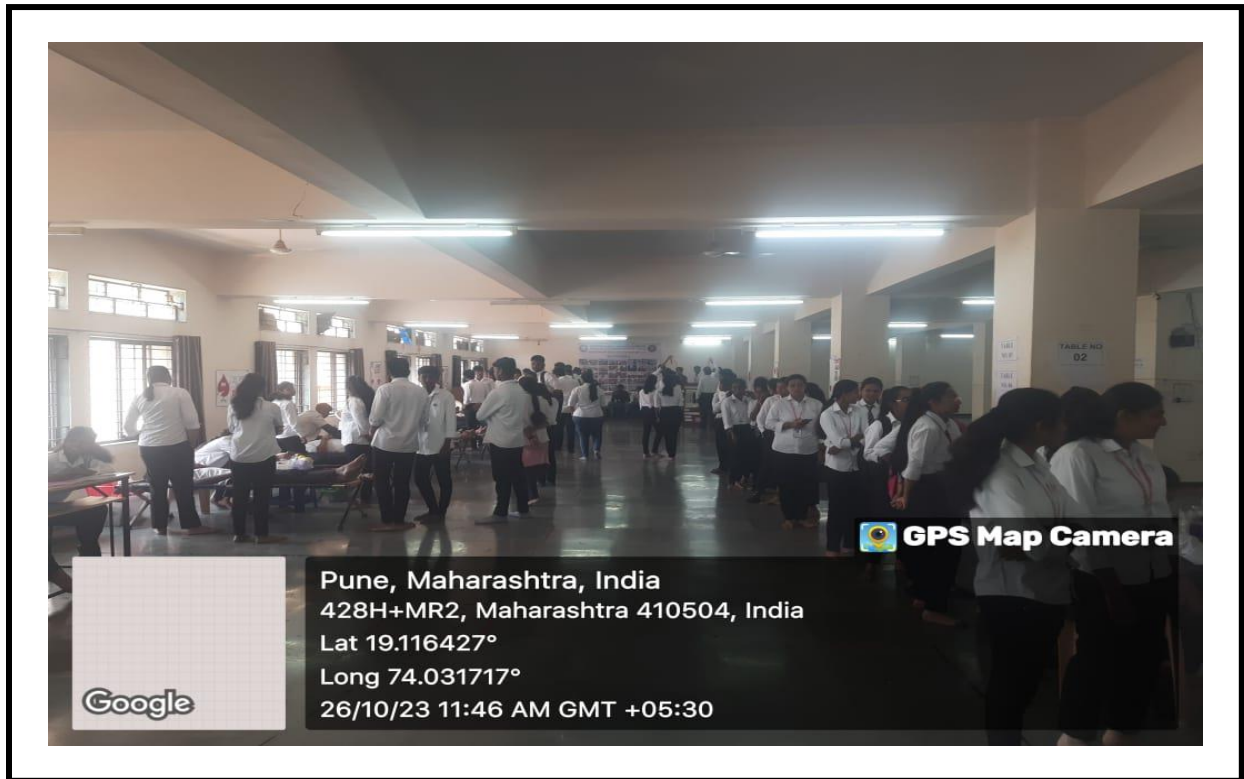 TABLE NO
02
GPS Map Camera
Pune, Maharashtra, India
428H+MR2, Maharashtra 410504, India
Lat 19.116427°
Long 74.031717°
26/10/23 11:46 AM GMT +05:30
Google